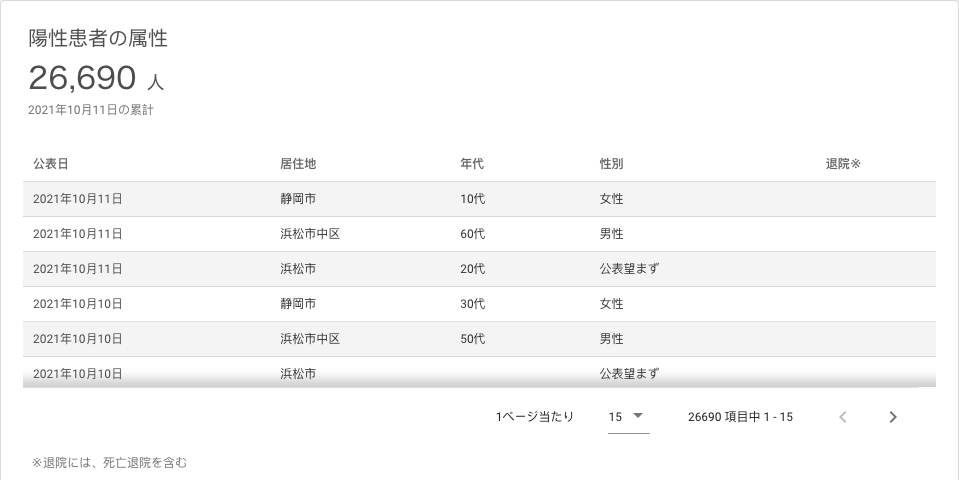 陽性患者の属性
26,690 人
2021年10月11日の累計
公表日 居住地 年代 性別 退院※
2021年10月11日 静岡市 10代 女性
2021年10月11日 浜松市中区 60代 男性
2021年10月11日 浜松市 20代 公表望まず
2021年10月10日 静岡市 30代 女性
2021年10月10日 浜松市中区 50代 男性
2021年10月10日 浜松市 公表望まず
1ページ当たり 15 26690 項目中 1 - 15
※退院には、死亡退院を含む